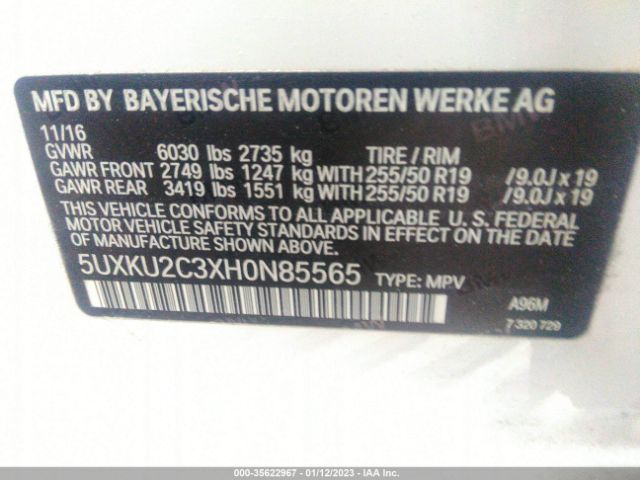 MFD BY BAYERISCHE MOTOREN WERKE AG
11/16
GVWR 6030 lbs 2735 kg TIRE / RIM
GAWR FRONT 2749 lbs 1247 kg WITH 255/50 R19 /9.0J x 19
GAWR REAR 3419 lbs 1551 kg WITH 255/50 R19 /9.0J x 19
THIS VEHICLE CONFORMS TO ALL APPLICABLE U. S. FEDERAL
MOTOR VEHICLE SAFETY STANDARDS IN EFFECT ON THE DATE
OF MANUFACTURE SHOWN ABOVE.
5UXKU2C3XH0N85565 TYPE: MPV
A96M
7 320 729
000-35622967 - 01/12/2023 - IAA Inc.